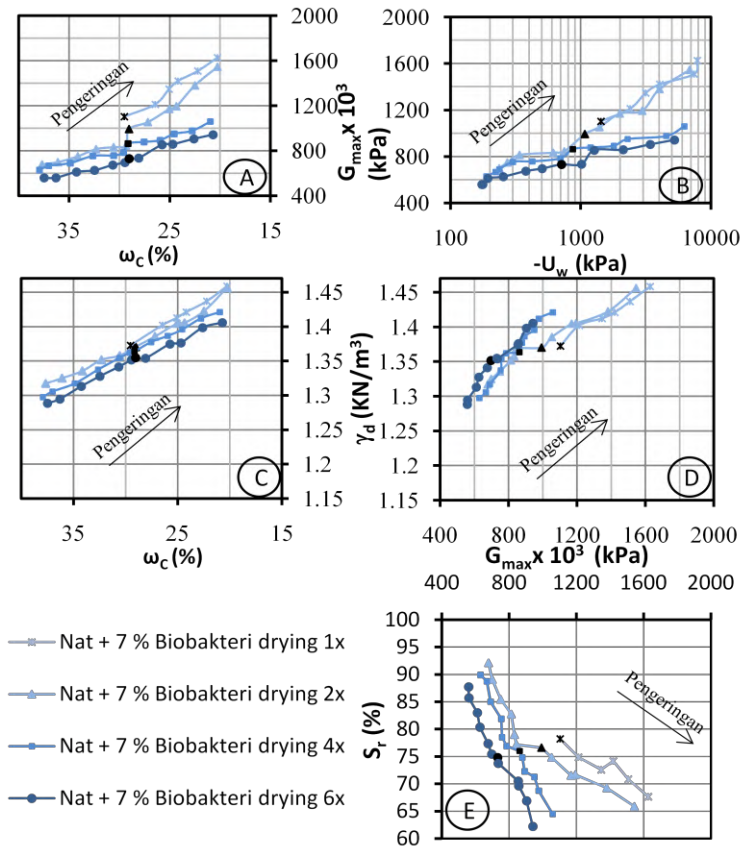 2000
1600
1200
800
400
G_max x 10³ (kPa)
Pengeringan
A
35
25
15
ω_C (%)
2000
1600
1200
800
400
Pengeringan
B
100
1000
10000
-U_w (kPa)
1.45
1.4
1.35
1.3
1.25
1.2
1.15
γ_d (KN/m³)
Pengeringan
C
35
25
15
ω_C (%)
1.45
1.4
1.35
1.3
1.25
1.2
1.15
Pengeringan
D
400
800
1200
1600
2000
G_max x 10³ (kPa)
400
800
1200
1600
2000
100
95
90
85
80
75
70
65
60
S_r (%)
Pengeringan
E
Nat + 7 % Biobakteri drying 1x
Nat + 7 % Biobakteri drying 2x
Nat + 7 % Biobakteri drying 4x
Nat + 7 % Biobakteri drying 6x